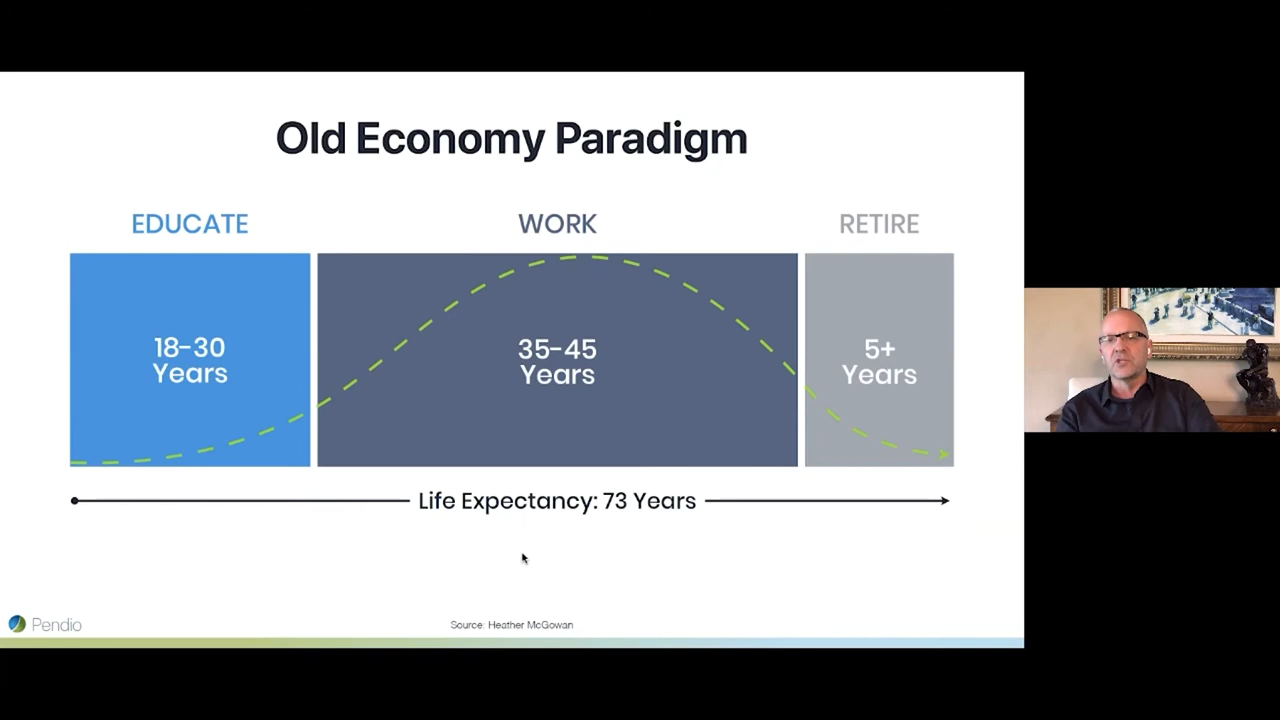 Old Economy Paradigm
EDUCATE
WORK
RETIRE
18-30
Years
35-45
Years
5+
Years
Life Expectancy: 73 Years
Pendio
Source: Heather McGowan